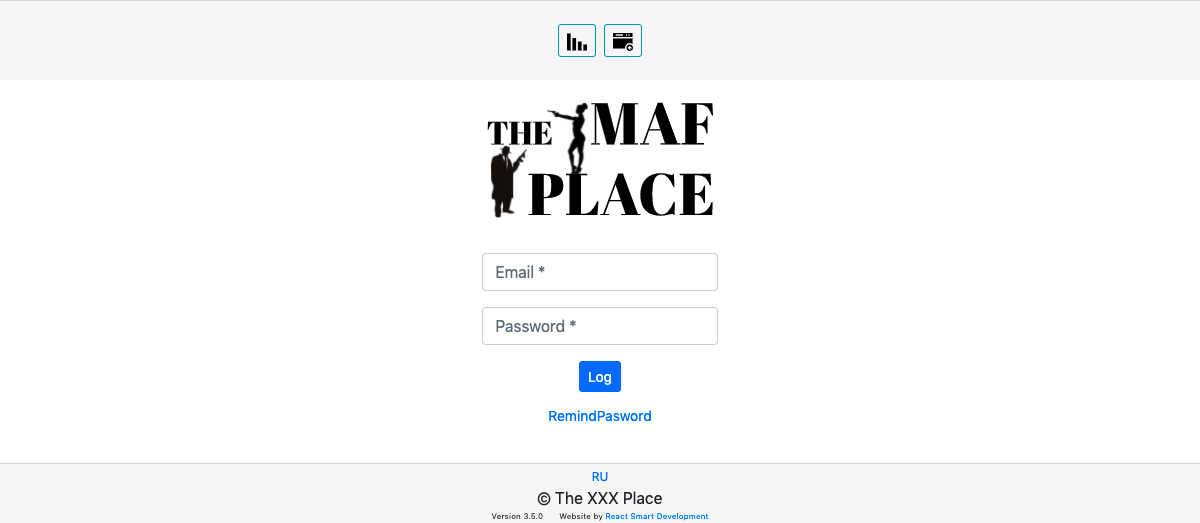 THE MAF
PLACE
Email *
Password *
Log
RemindPasword
RU
© The XXX Place
Version 3.5.0 Website by React Smart Development